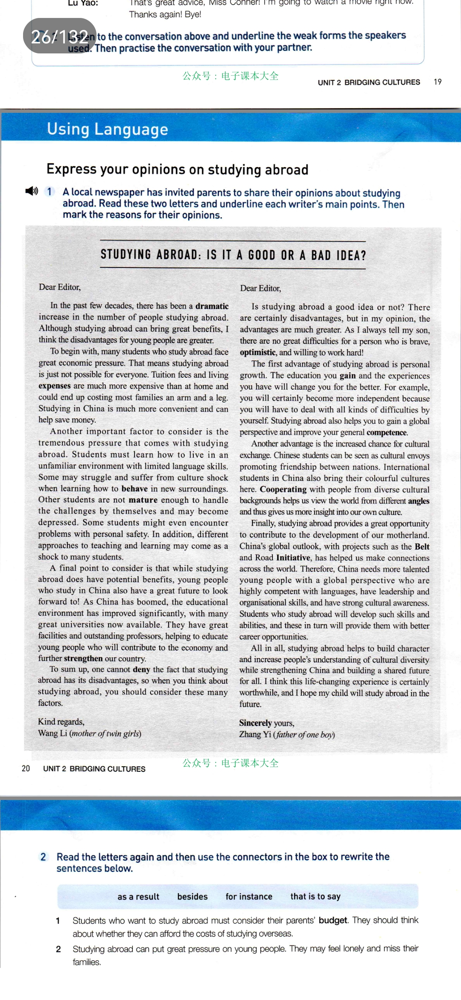 Lu Yao: That's great advice, Miss Conner! I'm going to watch a movie right now.
Thanks again! Bye!
26/132
2 Listen to the conversation above and underline the weak forms the speakers
used. Then practise the conversation with your partner.
公众号：电子课本大全
UNIT 2 BRIDGING CULTURES 19
Using Language
Express your opinions on studying abroad
1 A local newspaper has invited parents to share their opinions about studying
abroad. Read these two letters and underline each writer's main points. Then
mark the reasons for their opinions.
STUDYING ABROAD: IS IT A GOOD OR A BAD IDEA?
Dear Editor,
In the past few decades, there has been a dramatic
increase in the number of people studying abroad.
Although studying abroad can bring great benefits, I
think the disadvantages for young people are greater.
To begin with, many students who study abroad face
great economic pressure. That means studying abroad
is just not possible for everyone. Tuition fees and living
expenses are much more expensive than at home and
could end up costing most families an arm and a leg.
Studying in China is much more convenient and can
help save money.
Another important factor to consider is the
tremendous pressure that comes with studying
abroad. Students must learn how to live in an
unfamiliar environment with limited language skills.
Some may struggle and suffer from culture shock
when learning how to behave in new surroundings.
Other students are not mature enough to handle
the challenges by themselves and may become
depressed. Some students might even encounter
problems with personal safety. In addition, different
approaches to teaching and learning may come as a
shock to many students.
A final point to consider is that while studying
abroad does have potential benefits, young people
who study in China also have a great future to look
forward to! As China has boomed, the educational
environment has improved significantly, with many
great universities now available. They have great
facilities and outstanding professors, helping to educate
young people who will contribute to the economy and
further strengthen our country.
To sum up, one cannot deny the fact that studying
abroad has its disadvantages, so when you think about
studying abroad, you should consider these many
factors.
Kind regards,
Wang Li (mother of twin girls)
Dear Editor,
Is studying abroad a good idea or not? There
are certainly disadvantages, but in my opinion, the
advantages are much greater. As I always tell my son,
there are no great difficulties for a person who is brave,
optimistic, and willing to work hard!
The first advantage of studying abroad is personal
growth. The education you gain and the experiences
you have will change you for the better. For example,
you will certainly become more independent because
you will have to deal with all kinds of difficulties by
yourself. Studying abroad also helps you to gain a global
perspective and improve your general competence.
Another advantage is the increased chance for cultural
exchange. Chinese students can be seen as cultural envoys
promoting friendship between nations. International
students in China also bring their colourful cultures
here. Cooperating with people from diverse cultural
backgrounds helps us view the world from different angles
and thus gives us more insight into our own culture.
Finally, studying abroad provides a great opportunity
to contribute to the development of our motherland.
China's global outlook, with projects such as the Belt
and Road Initiative, has helped us make connections
across the world. Therefore, China needs more talented
young people with a global perspective who are
highly competent with languages, have leadership and
organisational skills, and have strong cultural awareness.
Students who study abroad will develop such skills and
abilities, and these in turn will provide them with better
career opportunities.
All in all, studying abroad helps to build character
and increase people's understanding of cultural diversity
while strengthening China and building a shared future
for all. I think this life-changing experience is certainly
worthwhile, and I hope my child will study abroad in the
future.
Sincerely yours,
Zhang Yi (father of one boy)
公众号：电子课本大全
20 UNIT 2 BRIDGING CULTURES
2 Read the letters again and then use the connectors in the box to rewrite the
sentences below.
as a result besides for instance that is to say
1 Students who want to study abroad must consider their parents' budget. They should think
about whether they can afford the costs of studying overseas.
2 Studying abroad can put great pressure on young people. They may feel lonely and miss their
families.